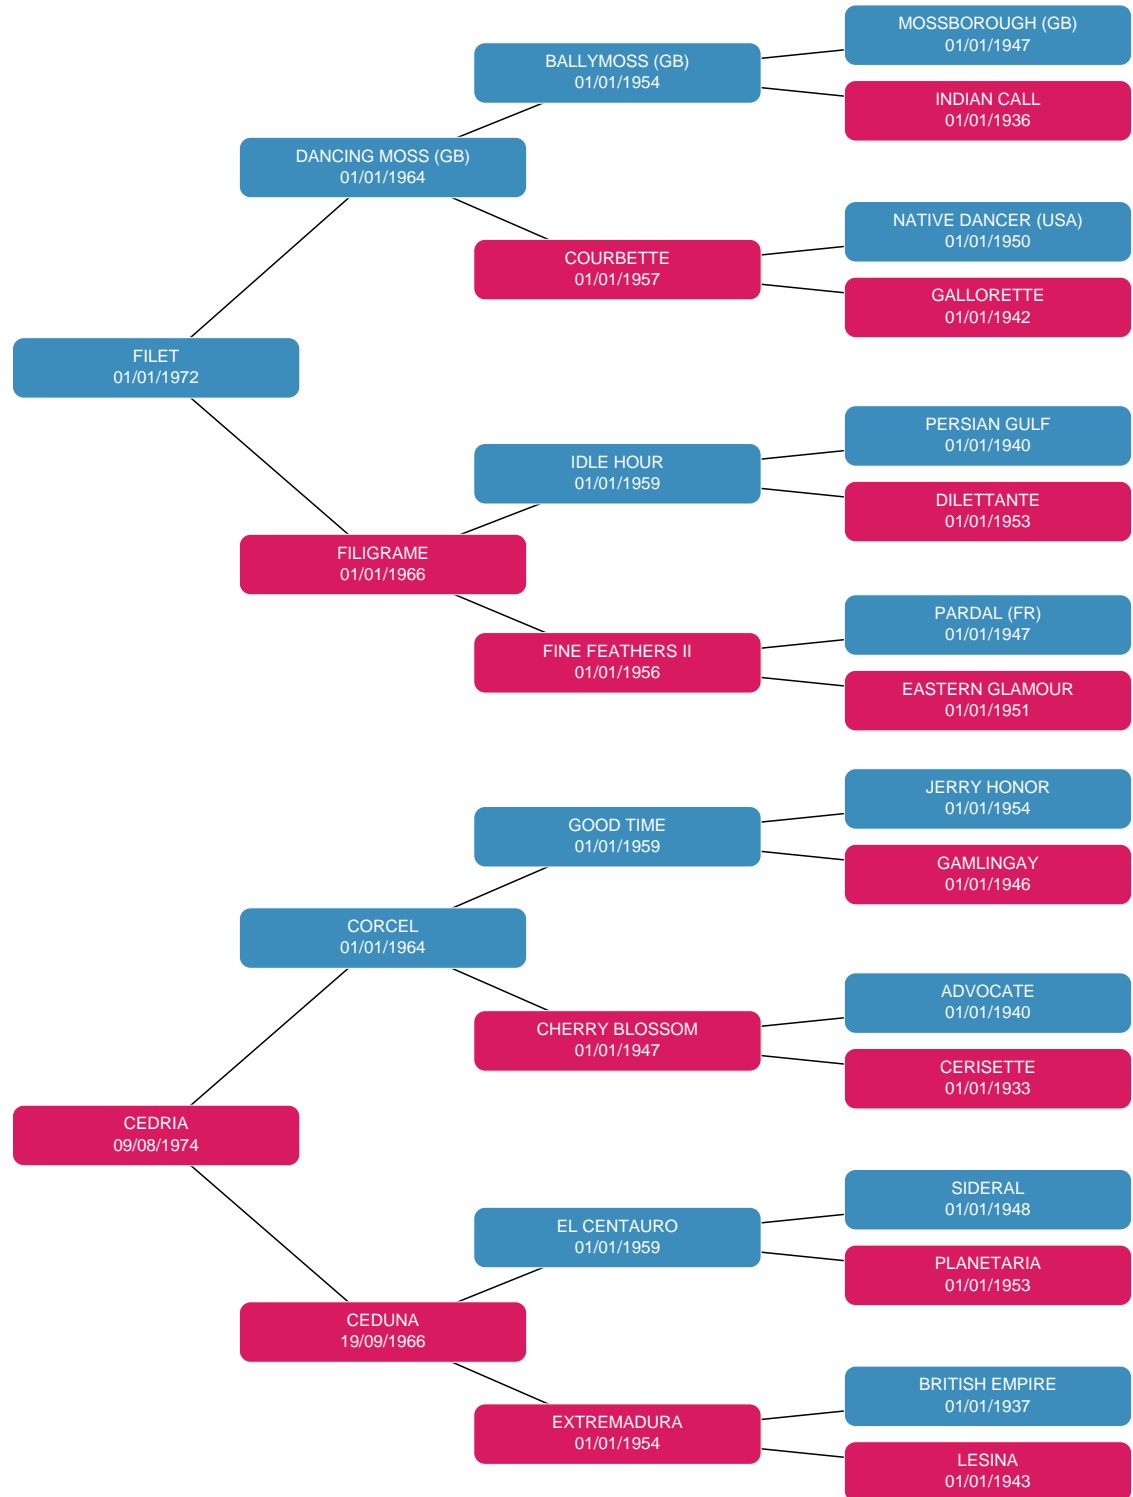 MOSSBOROUGH (GB)
01/01/1947
BALLYMOSS (GB)
01/01/1954
INDIAN CALL
01/01/1936
DANCING MOSS (GB)
01/01/1964
NATIVE DANCER (USA)
01/01/1950
COURBETTE
01/01/1957
GALLORETTE
01/01/1942
FILET
01/01/1972
PERSIAN GULF
01/01/1940
IDLE HOUR
01/01/1959
DILETTANTE
01/01/1953
FILIGRAME
01/01/1966
PARDAL (FR)
01/01/1947
FINE FEATHERS II
01/01/1956
EASTERN GLAMOUR
01/01/1951
JERRY HONOR
01/01/1954
GOOD TIME
01/01/1959
GAMLINGAY
01/01/1946
CORCEL
01/01/1964
ADVOCATE
01/01/1940
CHERRY BLOSSOM
01/01/1947
CERISETTE
01/01/1933
CEDRIA
09/08/1974
SIDERAL
01/01/1948
EL CENTAURO
01/01/1959
PLANETARIA
01/01/1953
CEDUNA
19/09/1966
BRITISH EMPIRE
01/01/1937
EXTREMADURA
01/01/1954
LESINA
01/01/1943